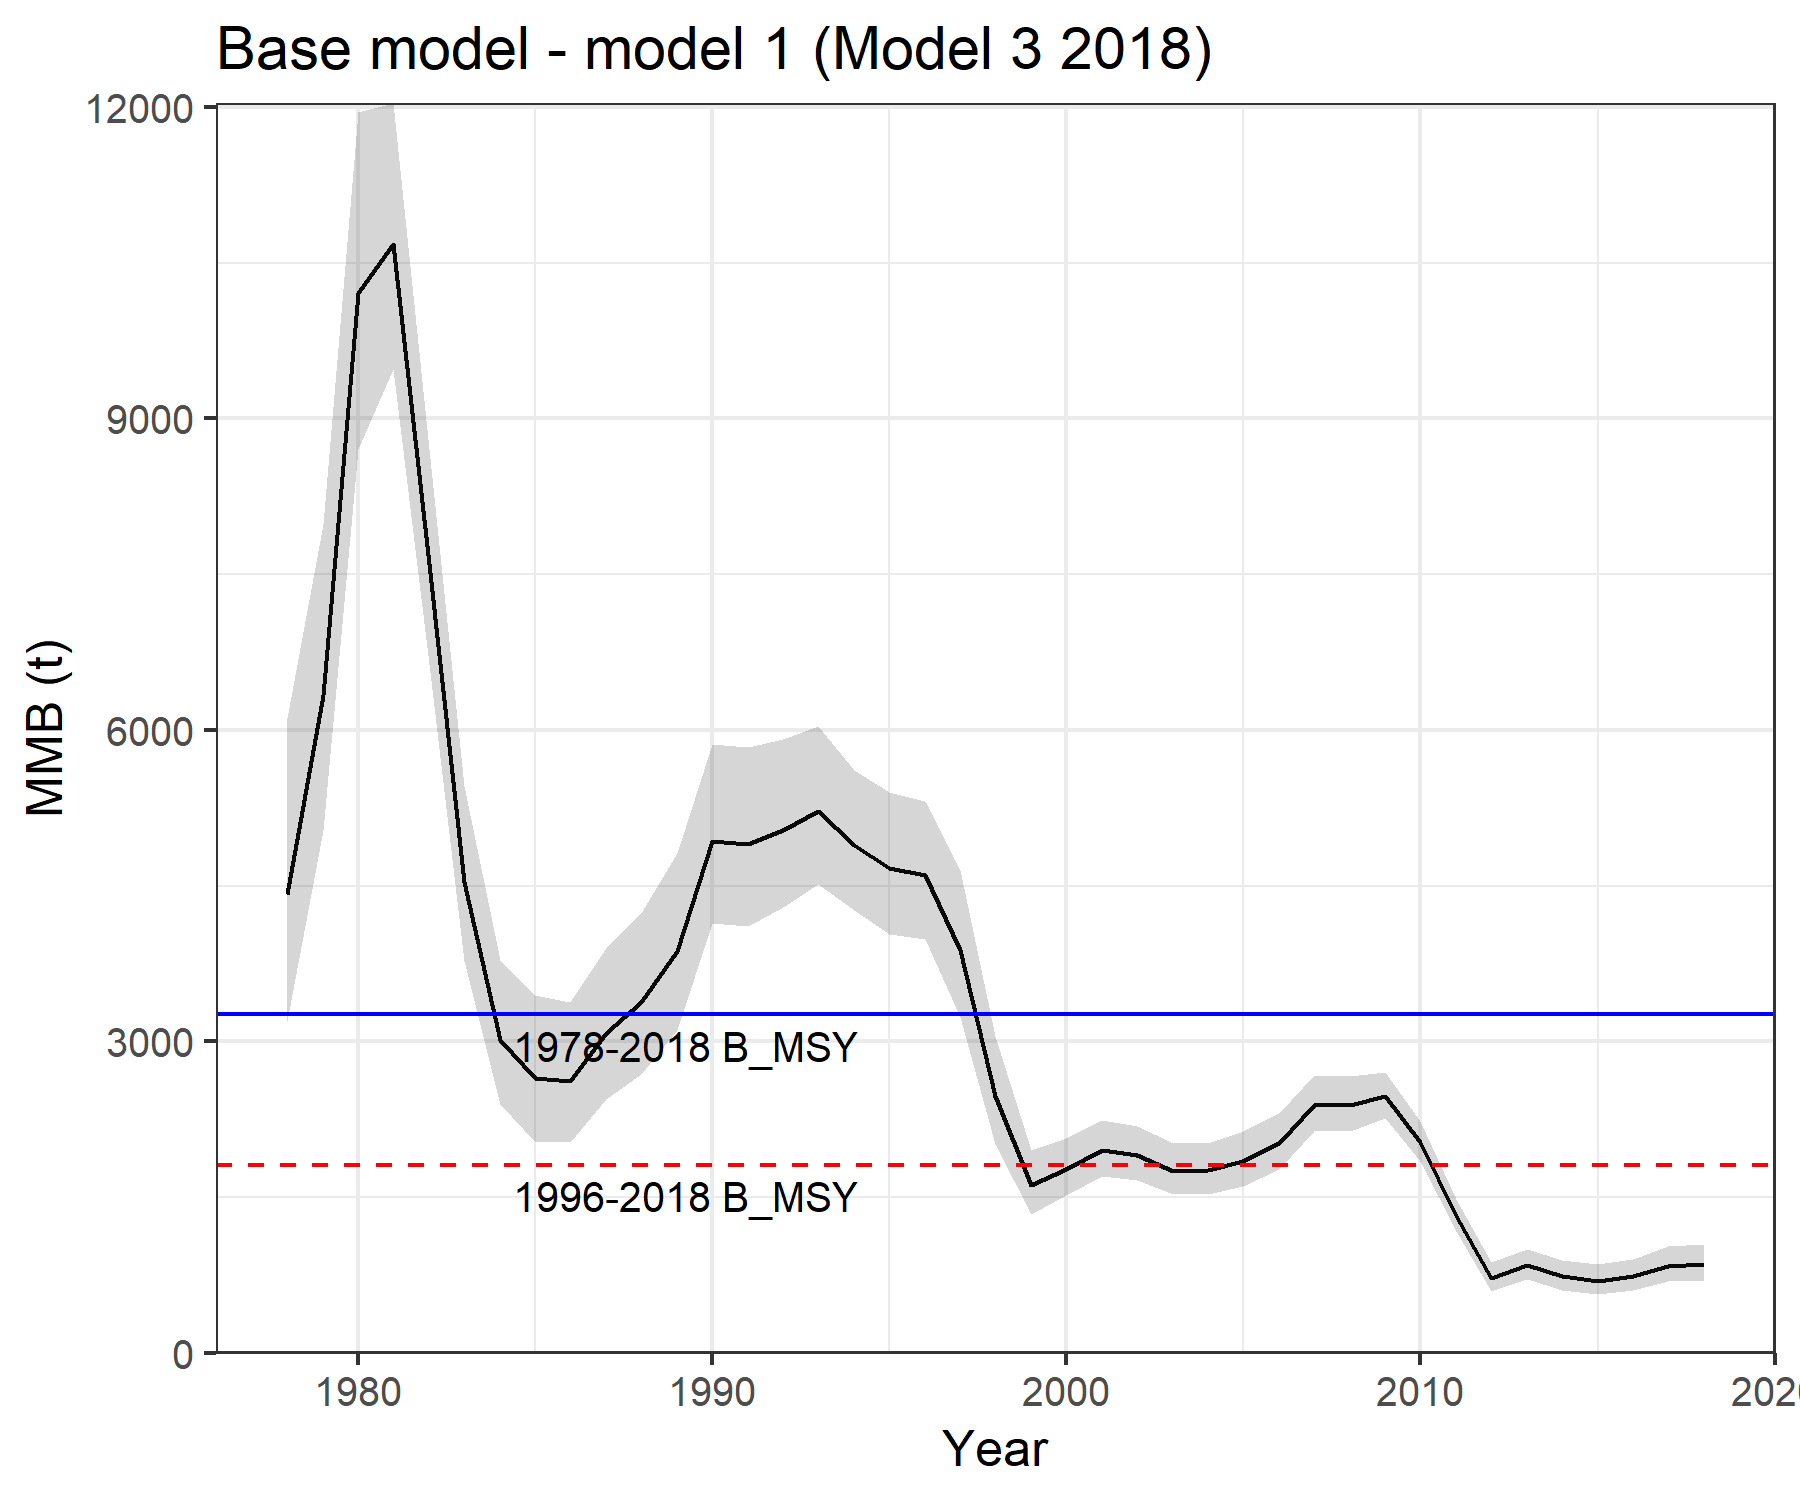 Base model - model 1 (Model 3 2018)
12000
9000
6000
3000
0
MMB (t)
1978-2018 B_MSY
1996-2018 B_MSY
1980 1990 2000 2010 202
Year